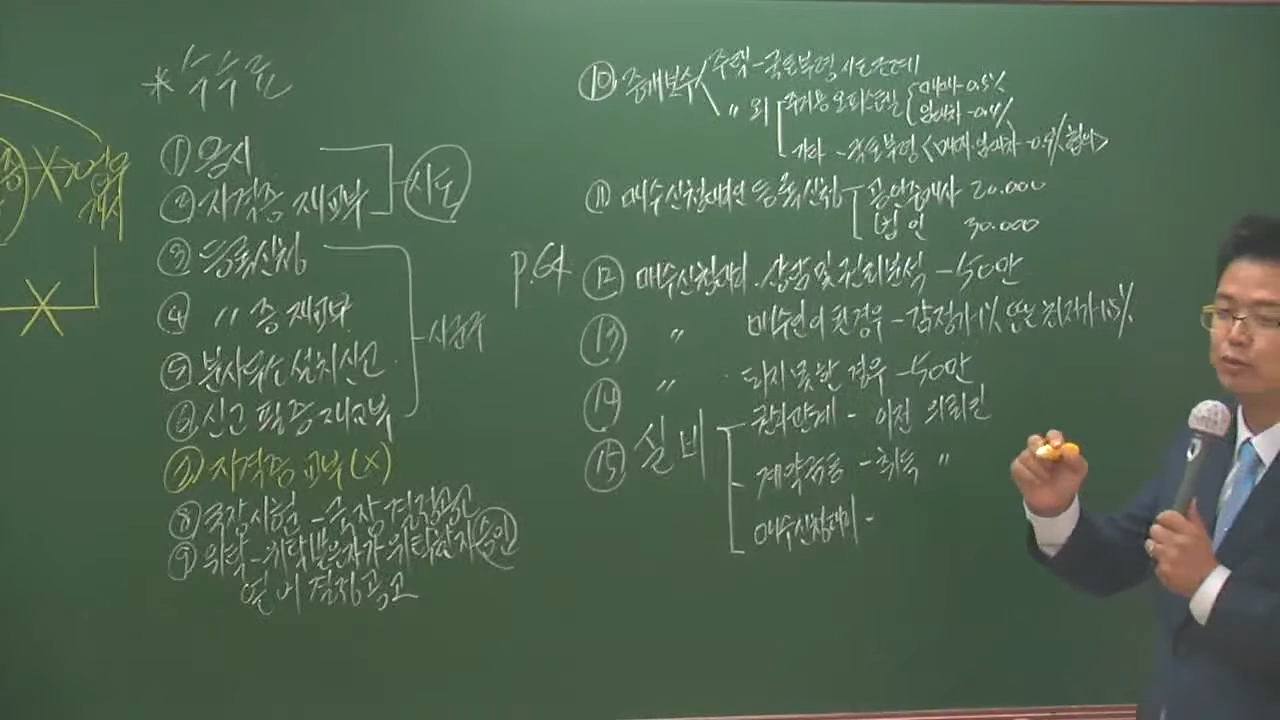 * 수수료
① 응시
② 자격증 재교부
시도
③ 등록신청
④ 〃 증 재교부
⑤ 분사무소 설치신고
⑥ 신고필증 재교부
시군구
⑦ 자격증 교부(×)
⑧ 국장시험 - 국장 결정공고
⑨ 위탁 - 위탁받은자가 위탁한자 승인
얻어 결정공고
⑩ 중개보수 주택 - 국토부령 시도조례
〃 외 주거용 오피스텔 매매 - 0.5%
임대차 - 0.4%
기타 - 국토부령 <매매·임대차 - 0.9% 협의>
⑪ 매수신청대리인 등록신청 공인중개사 20.000
법인 30.000
p.64
⑫ 매수신청대리 상담 및 권리분석 - 50만
⑬ 〃 매수인이 된 경우 - 감정가 1% 또는 최저가 1.5%
⑭ 〃 되지 못한 경우 - 50만
⑮ 실비 권리관계 - 이전 의뢰인
계약금등 - 취득 〃
매수신청대리 -